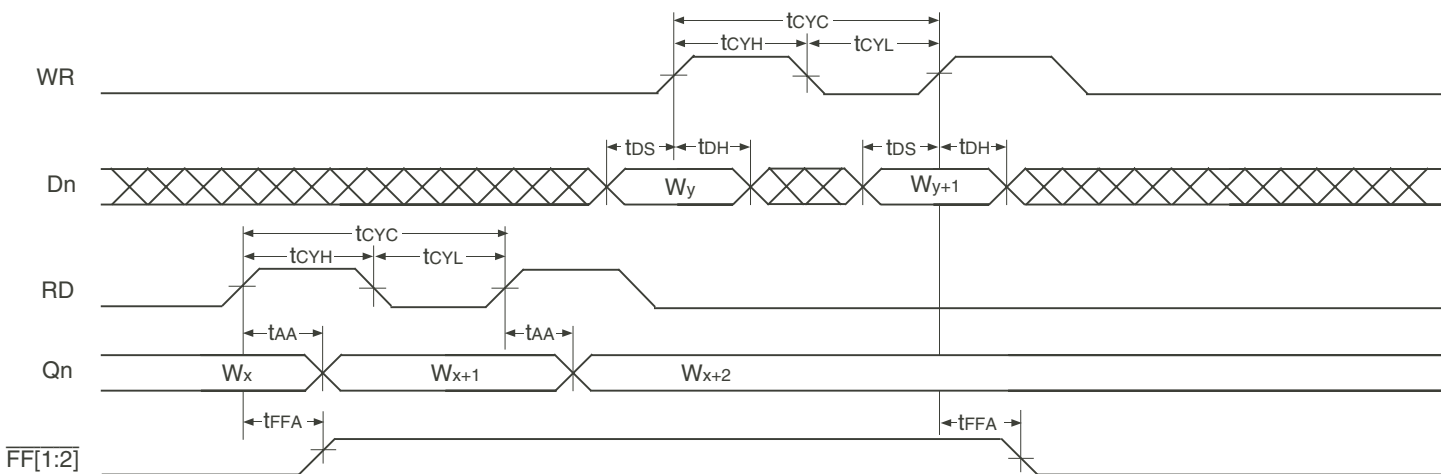 tCYC
tCYH tCYL
WR
tDS tDH tDS tDH
Dn Wy Wy+1
tCYC
tCYH tCYL
RD
tAA tAA
Qn Wx Wx+1 Wx+2
tFFA tFFA
FF[1:2]